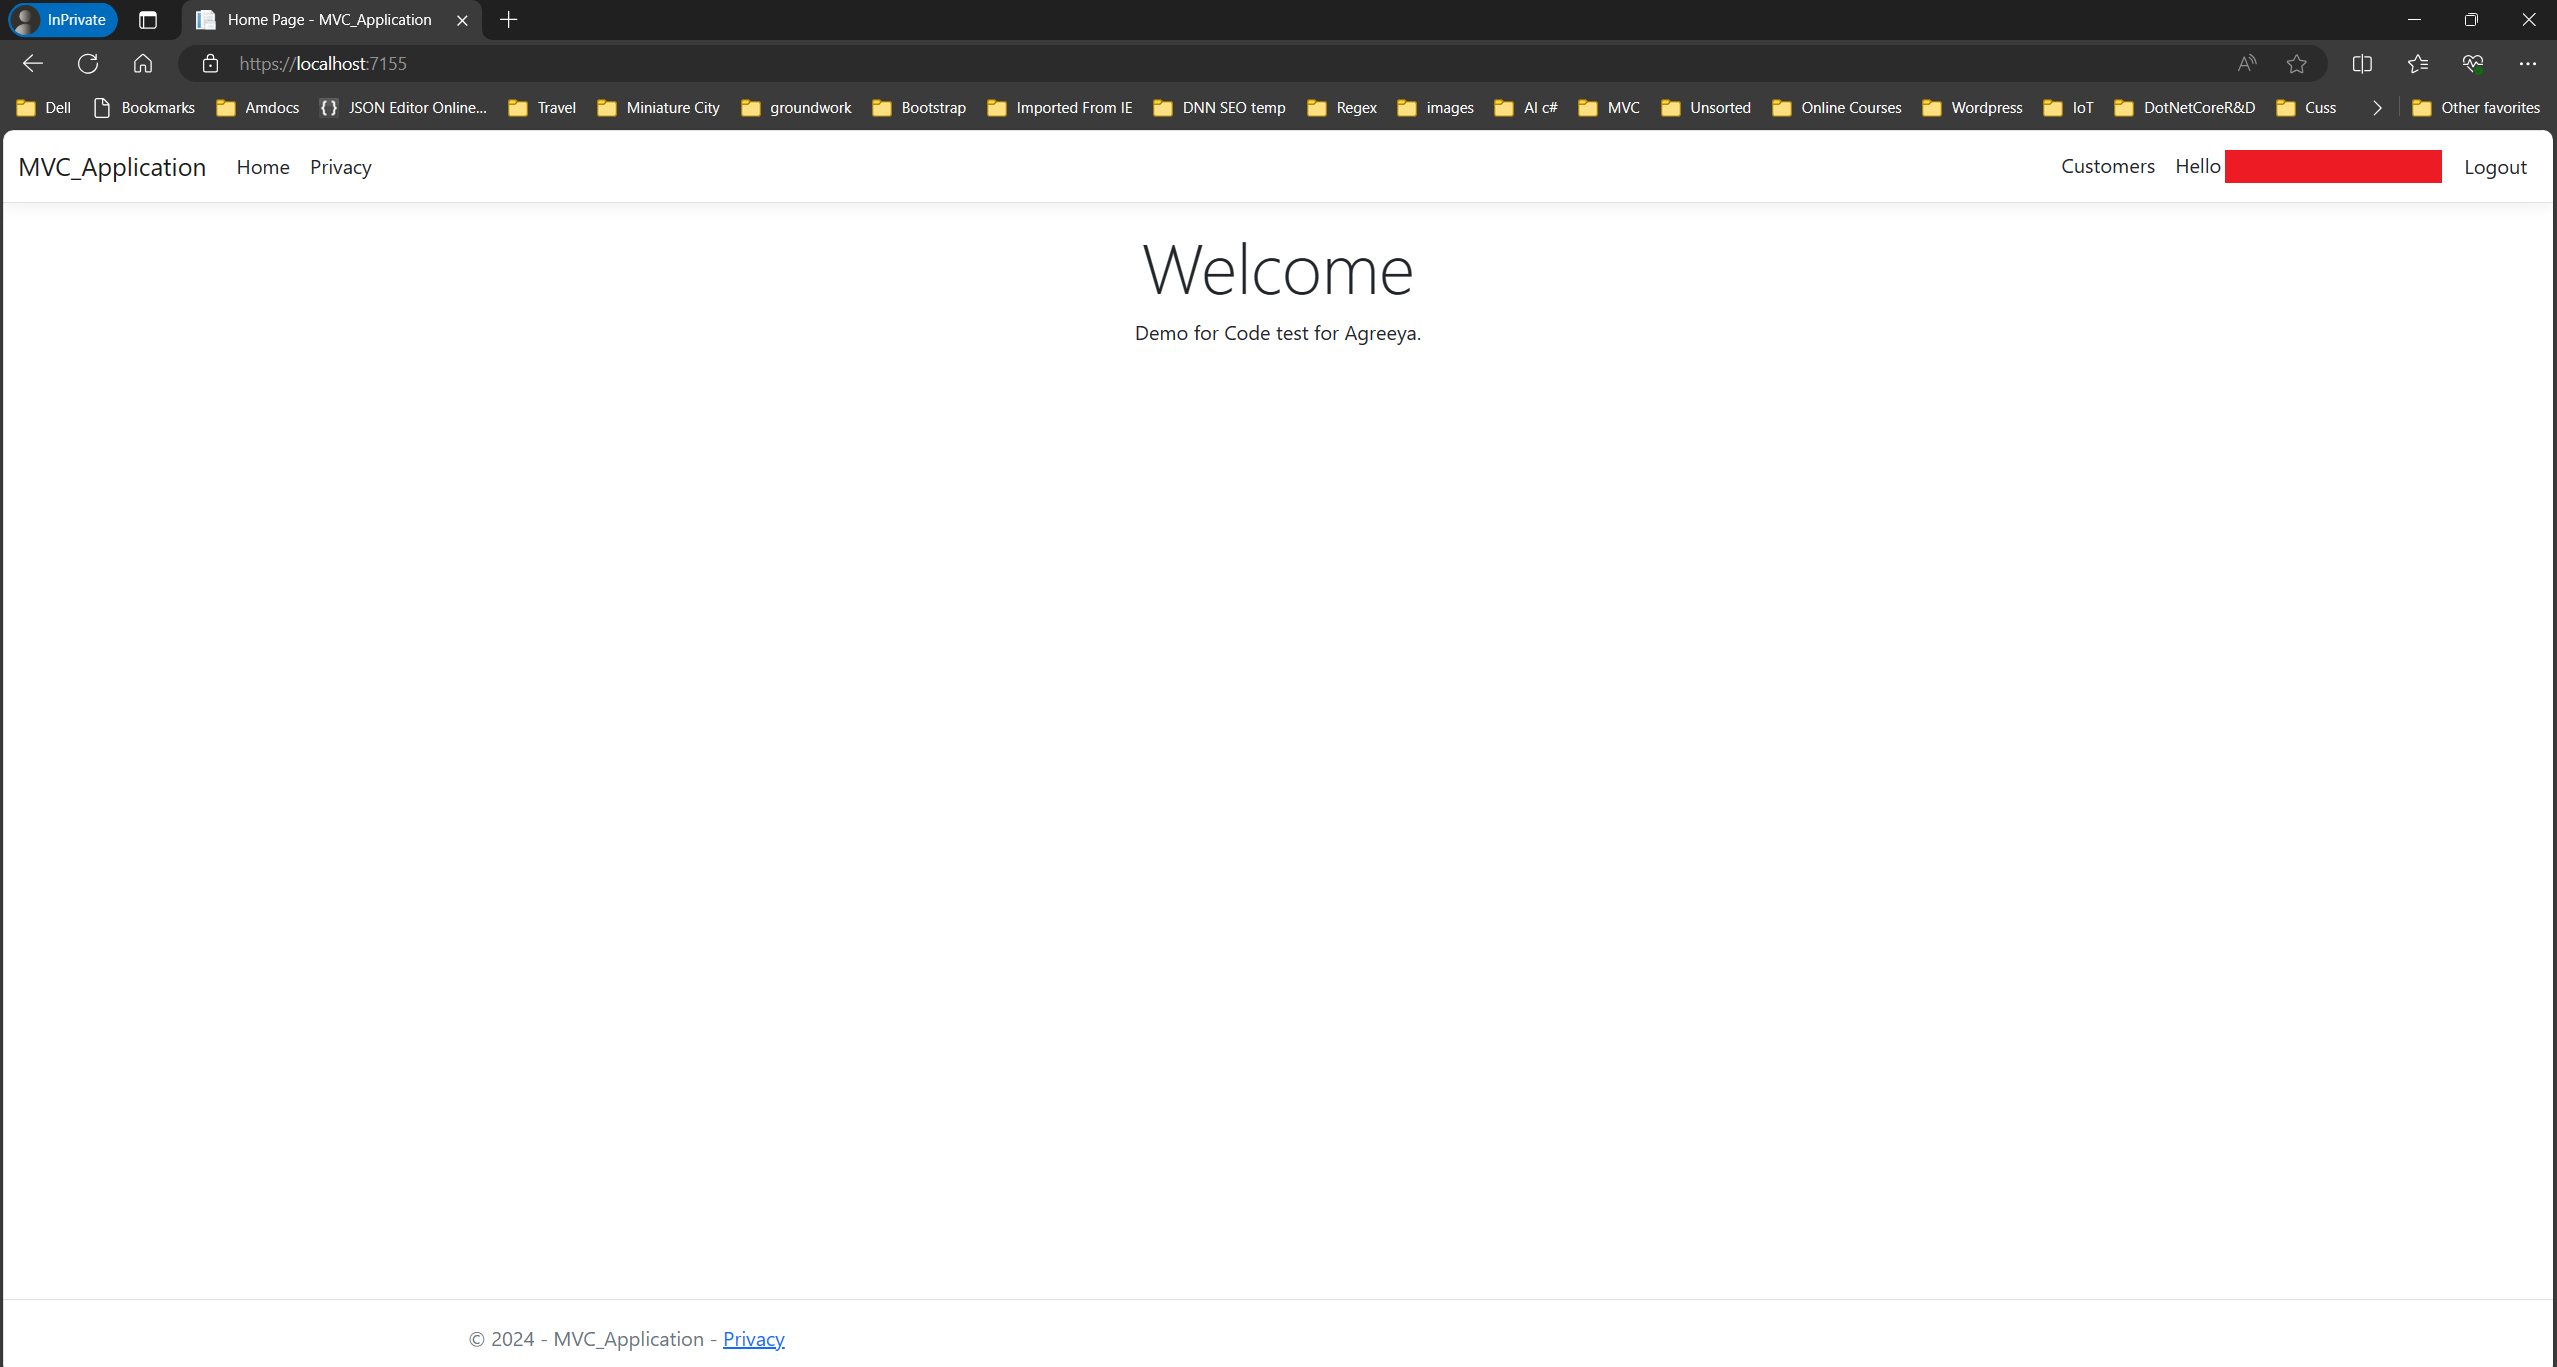 InPrivate
Home Page - MVC_Application
https://localhost:7155
Dell Bookmarks Amdocs JSON Editor Online... Travel Miniature City groundwork Bootstrap Imported From IE DNN SEO temp Regex images AI c# MVC Unsorted Online Courses Wordpress IoT DotNetCoreR&D Cuss Other favorites
MVC_Application Home Privacy Customers Hello Logout
Welcome
Demo for Code test for Agreeya.
© 2024 - MVC_Application - Privacy